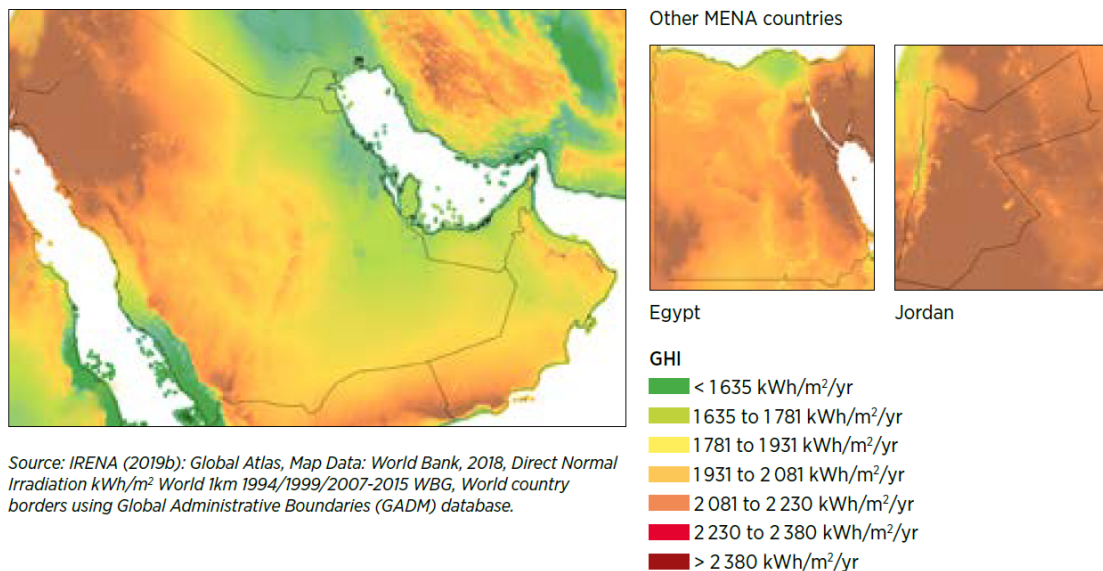 Other MENA countries
Egypt
Jordan
GHI
< 1 635 kWh/m²/yr
1 635 to 1 781 kWh/m²/yr
1 781 to 1 931 kWh/m²/yr
1 931 to 2 081 kWh/m²/yr
2 081 to 2 230 kWh/m²/yr
2 230 to 2 380 kWh/m²/yr
> 2 380 kWh/m²/yr
Source: IRENA (2019b): Global Atlas, Map Data: World Bank, 2018, Direct Normal
Irradiation kWh/m² World 1km 1994/1999/2007-2015 WBG, World country
borders using Global Administrative Boundaries (GADM) database.